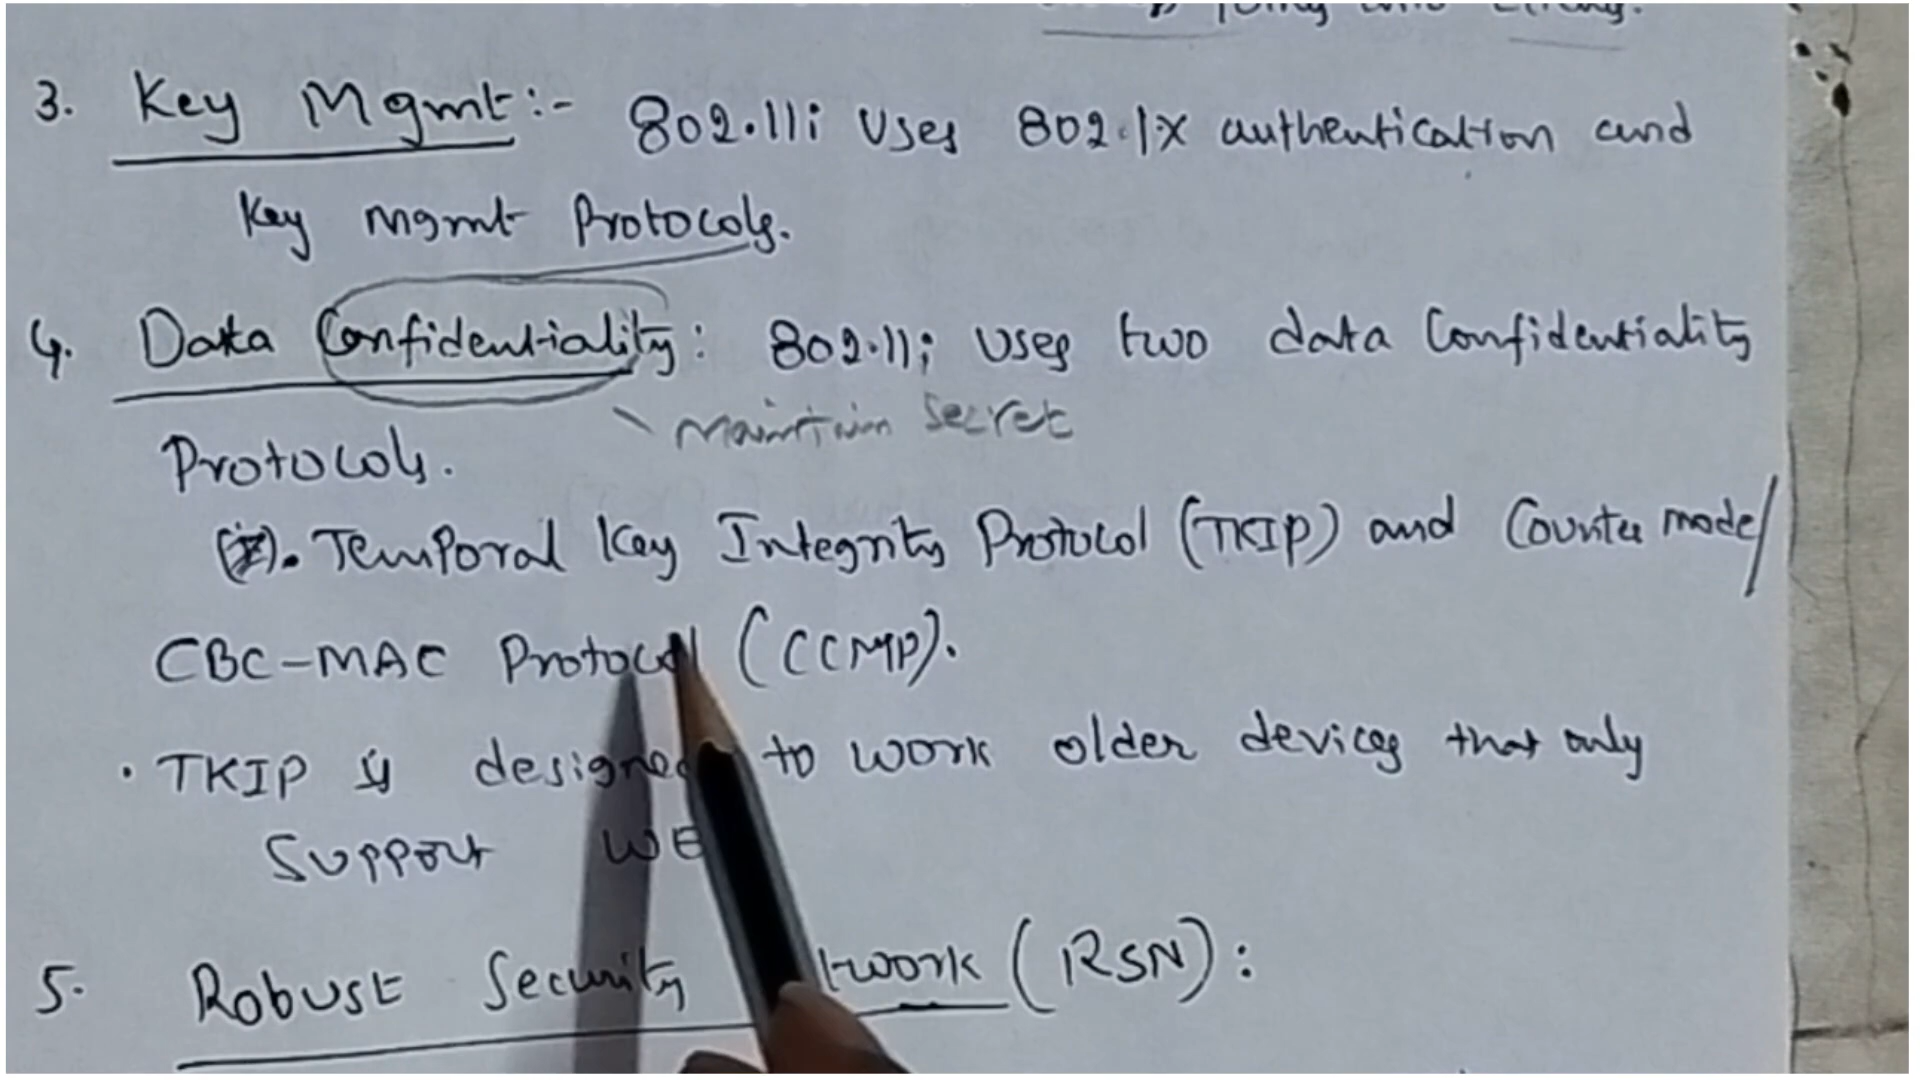 3. Key Mgmt:- 802.11i uses 802.1x authentication and
Key mgmt Protocols.
4. Data Confidentiality: 802.11i uses two data Confidentiality
Maintain Secret
Protocols.
(i). Temporal Key Integrity Protocol (TKIP) and Counter mode/
CBC-MAC Protocol (CCMP).
. TKIP is designed to work older devices that only
Support
5. Robust Security (RSN):